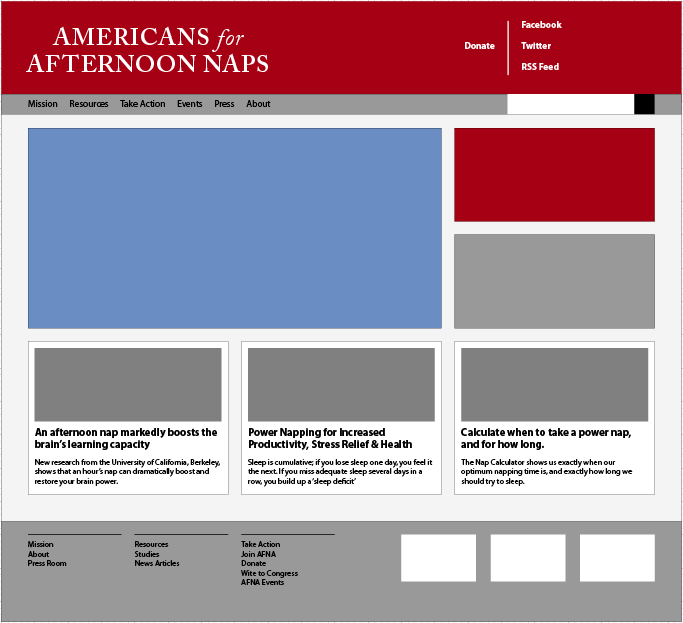 AMERICANS for
AFTERNOON NAPS
Donate
Facebook
Twitter
RSS Feed
Mission Resources Take Action Events Press About
An afternoon nap markedly boosts the
brain's learning capacity
New research from the University of California, Berkeley,
shows that an hour's nap can dramatically boost and
restore your brain power.
Power Napping for Increased
Productivity, Stress Relief & Health
Sleep is cumulative; if you lose sleep one day, you feel it
the next. If you miss adequate sleep several days in a
row, you build up a 'sleep deficit'
Calculate when to take a power nap,
and for how long.
The Nap Calculator shows us exactly when our
optimum napping time is, and exactly how long we
should try to sleep.
Mission
About
Press Room
Resources
Studies
News Articles
Take Action
Join AFNA
Donate
Wite to Congress
AFNA Events